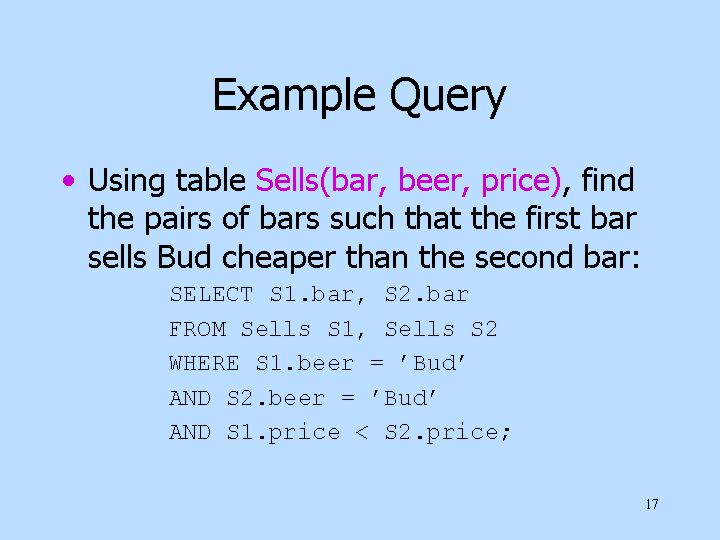 Example Query
• Using table Sells(bar, beer, price), find
the pairs of bars such that the first bar
sells Bud cheaper than the second bar:
SELECT S1.bar, S2.bar
FROM Sells S1, Sells S2
WHERE S1.beer = ’Bud’
AND S2.beer = ’Bud’
AND S1.price < S2.price;
17